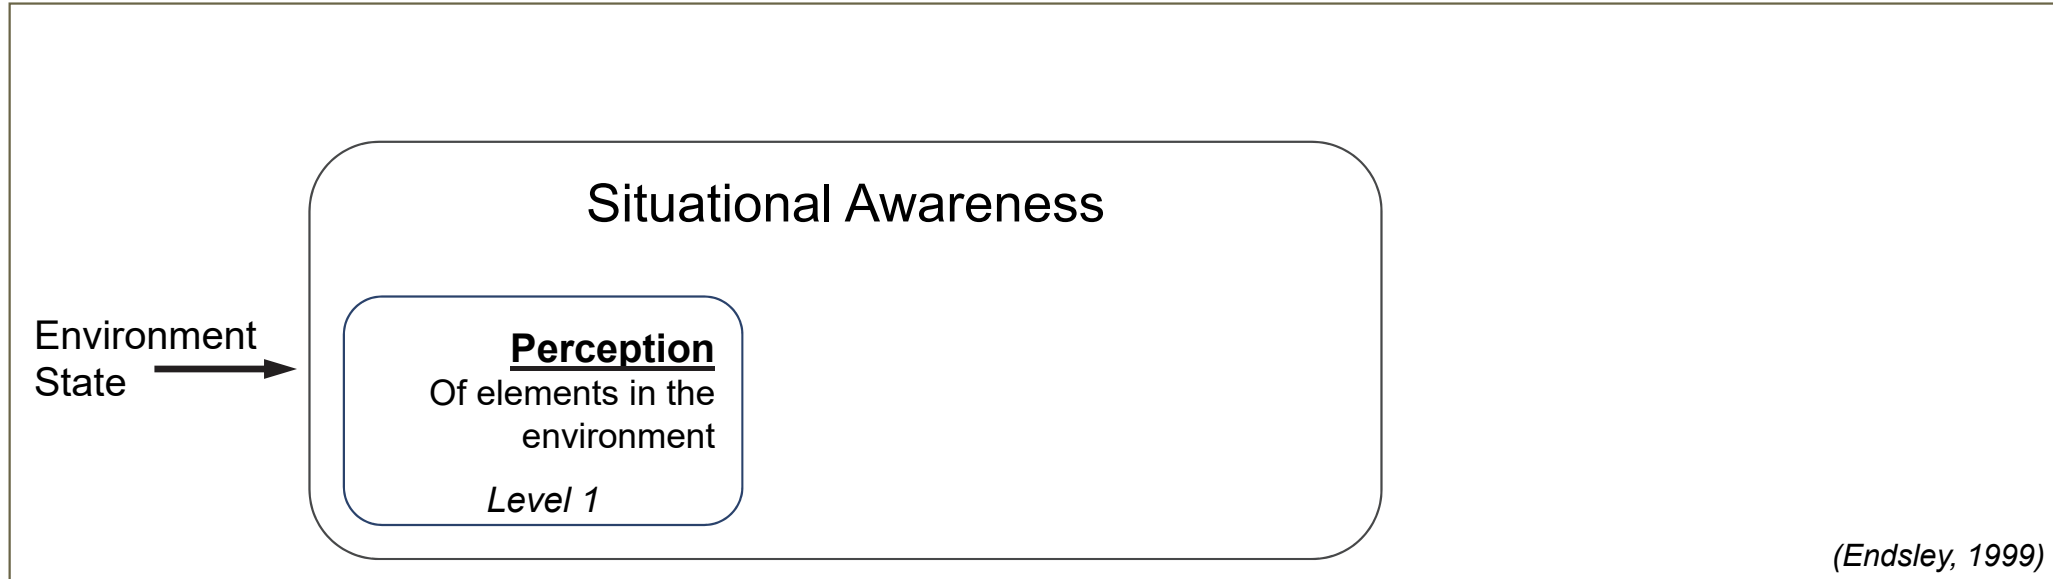 Situational Awareness
Environment
State
Perception
Of elements in the
environment
Level 1
(Endsley, 1999)